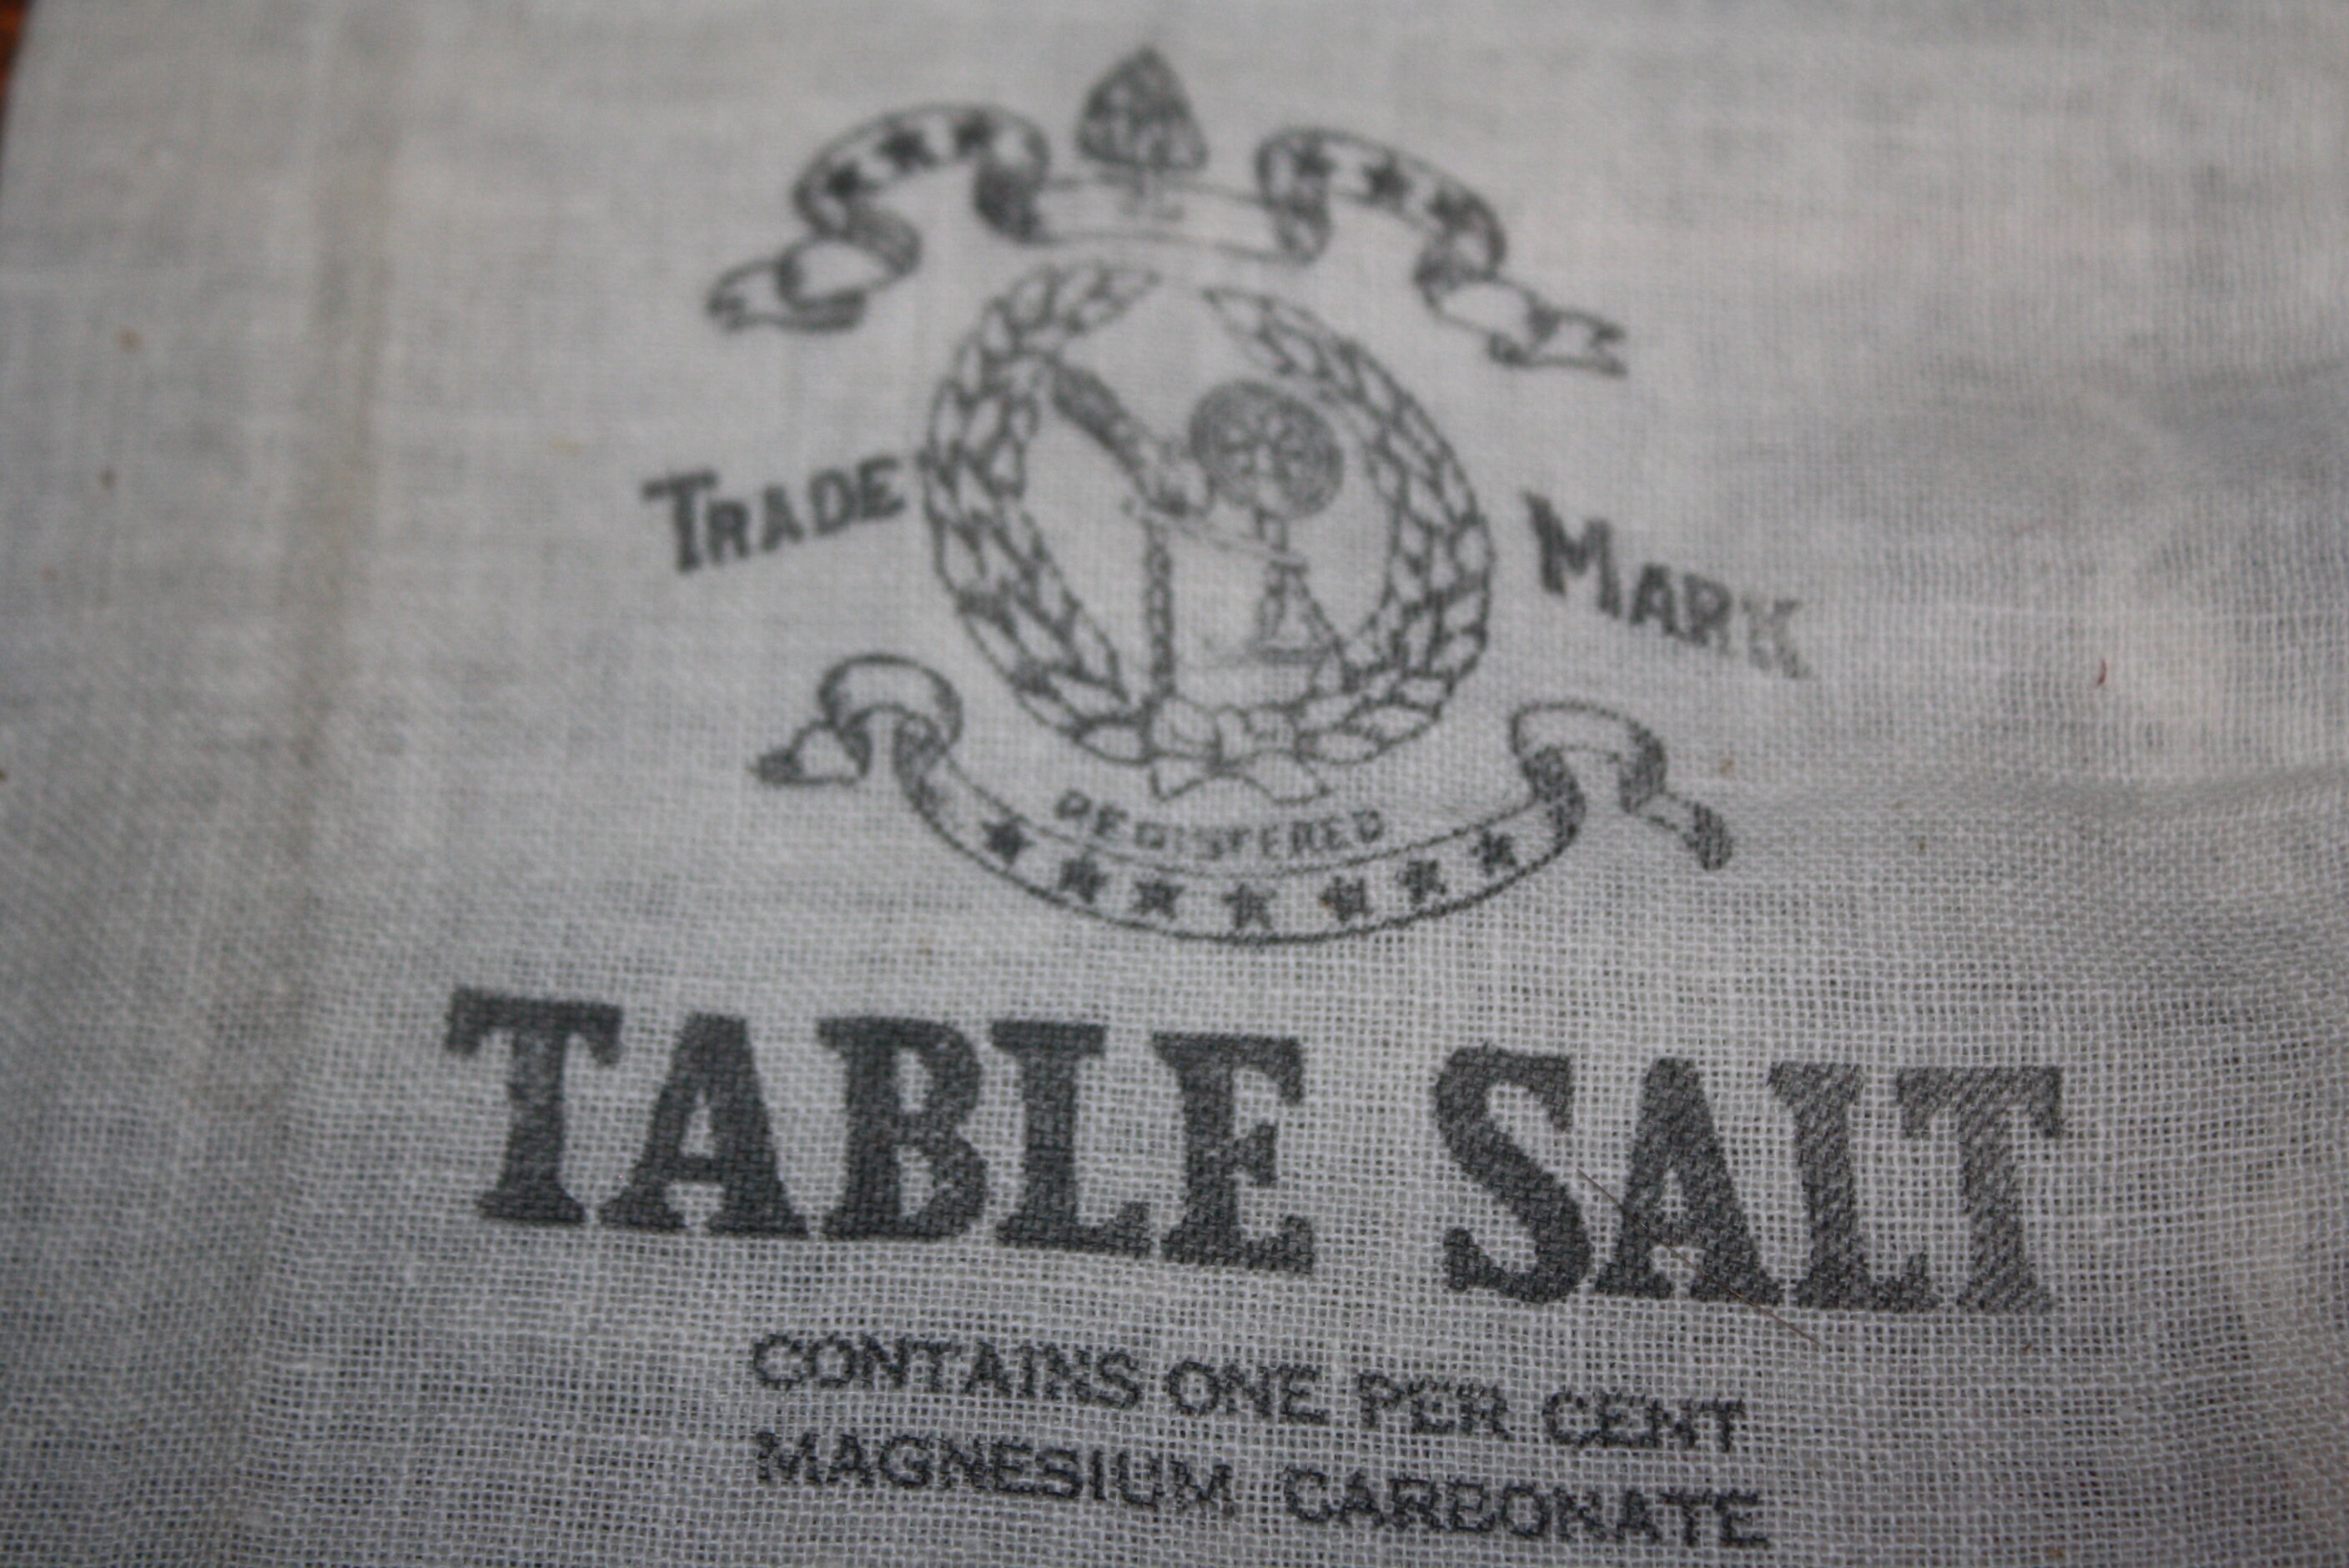 TRADE MARK
REGISTERED
TABLE SALT
CONTAINS ONE PER CENT
MAGNESIUM CARBONATE